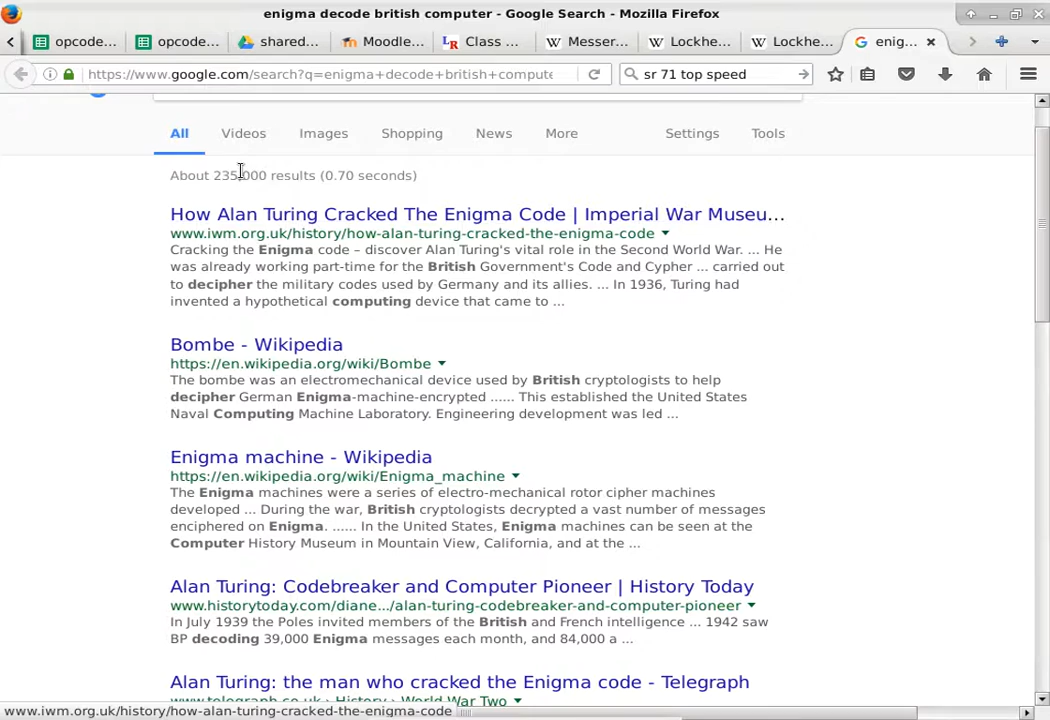 enigma decode british computer - Google Search - Mozilla Firefox
opcode... opcode... shared... Moodle... Class ... Messer... Lockhe... Lockhe... enig...
https://www.google.com/search?q=enigma+decode+british+compute
sr 71 top speed
All Videos Images Shopping News More Settings Tools
About 235,000 results (0.70 seconds)
How Alan Turing Cracked The Enigma Code | Imperial War Museu...
www.iwm.org.uk/history/how-alan-turing-cracked-the-enigma-code
Cracking the Enigma code – discover Alan Turing's vital role in the Second World War. ... He
was already working part-time for the British Government's Code and Cypher ... carried out
to decipher the military codes used by Germany and its allies. ... In 1936, Turing had
invented a hypothetical computing device that came to ...
Bombe - Wikipedia
https://en.wikipedia.org/wiki/Bombe
The bombe was an electromechanical device used by British cryptologists to help
decipher German Enigma-machine-encrypted ...... This established the United States
Naval Computing Machine Laboratory. Engineering development was led ...
Enigma machine - Wikipedia
https://en.wikipedia.org/wiki/Enigma_machine
The Enigma machines were a series of electro-mechanical rotor cipher machines
developed ... During the war, British cryptologists decrypted a vast number of messages
enciphered on Enigma. ...... In the United States, Enigma machines can be seen at the
Computer History Museum in Mountain View, California, and at the ...
Alan Turing: Codebreaker and Computer Pioneer | History Today
www.historytoday.com/diane.../alan-turing-codebreaker-and-computer-pioneer
In July 1939 the Poles invited members of the British and French intelligence ... 1942 saw
BP decoding 39,000 Enigma messages each month, and 84,000 a ...
Alan Turing: the man who cracked the Enigma code - Telegraph
www.telegraph.co.uk › History › World War Two
www.iwm.org.uk/history/how-alan-turing-cracked-the-enigma-code